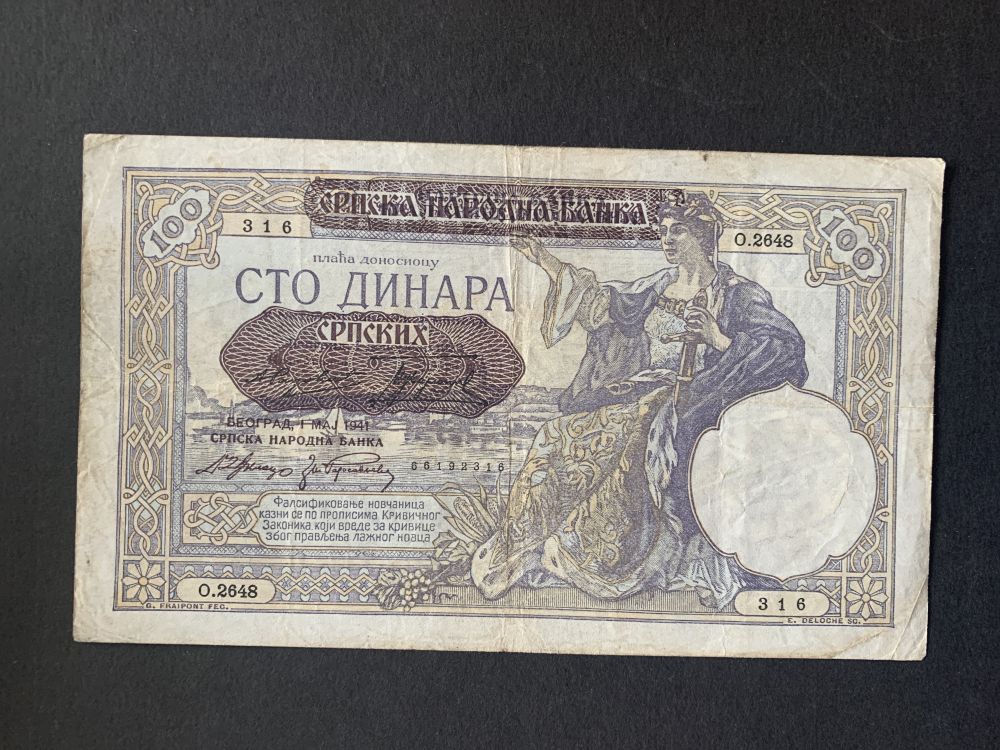 СРПСКА НАРОДНА БАНКА
100
316
О.2648
100
плаћа доносиоцу
СТО ДИНАРА
СРПСКИХ
БЕОГРАД, 1 МАЈ 1941
СРПСКА НАРОДНА БАНКА
66192316
Фалсификовање новчаница
казни се по прописима Кривичног
Законика који вреде за кривице
због прављења лажног новца
О.2648
316
G. FRAIPONT FEC.
E. DELOCHE SC.